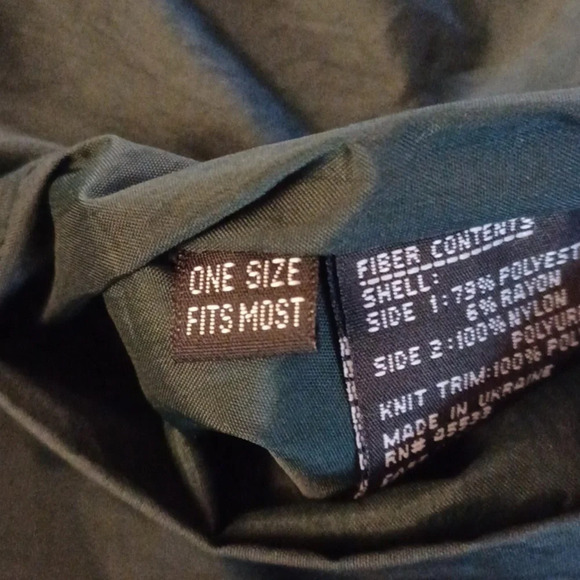 ONE SIZE
FITS MOST
FIBER CONTENTS
SHELL:
SIDE 1:79% POLYEST
6% RAYON
SIDE 2:100% NYLON
POLYUR
KNIT TRIM:100% POL
MADE IN UKRAINE
RN#